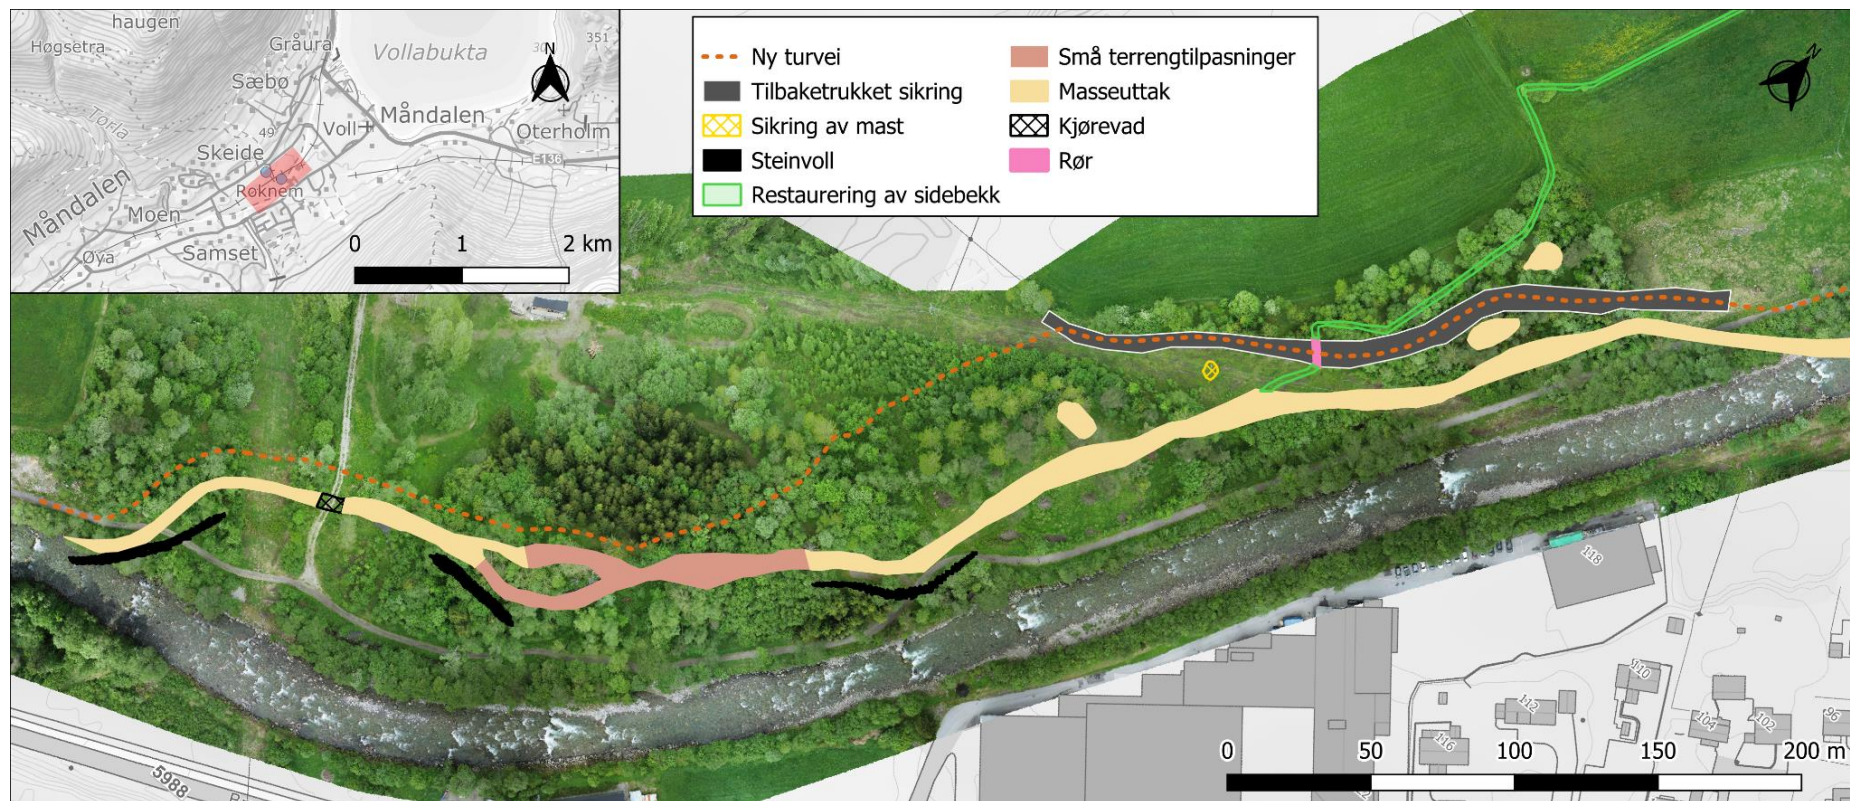 haugen
Høgsetra
Gråura
Vollabukta
30
351
N
Sæbø
Torla
49
Voll
Måndalen
Oterholm
E136
Skeide
Roknem
Måndalen
Moen
Øya
Samset
0 1 2 km
Ny turvei
Tilbaketrukket sikring
Sikring av mast
Steinvoll
Restaurering av sidebekk
Små terrengtilpasninger
Masseuttak
Kjørevad
Rør
N
118
110
112
104
102
96
116
5988
0 50 100 150 200 m